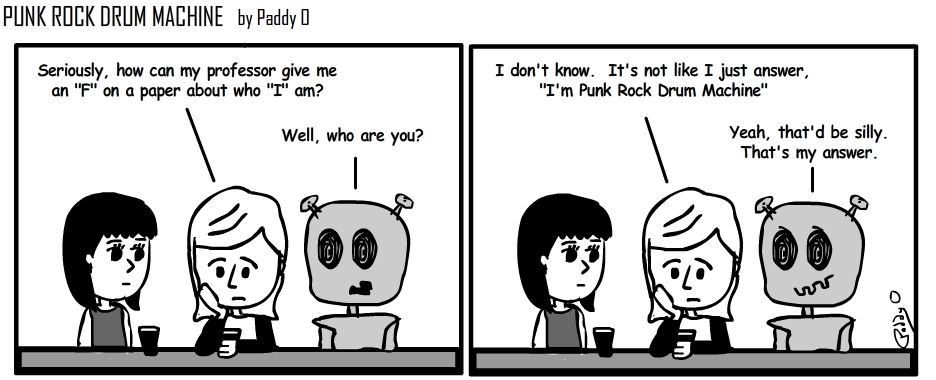 PUNK ROCK DRUM MACHINE by Paddy O
Seriously, how can my professor give me
an "F" on a paper about who "I" am?
Well, who are you?
I don't know. It's not like I just answer,
"I'm Punk Rock Drum Machine"
Yeah, that'd be silly.
That's my answer.
Paddy O